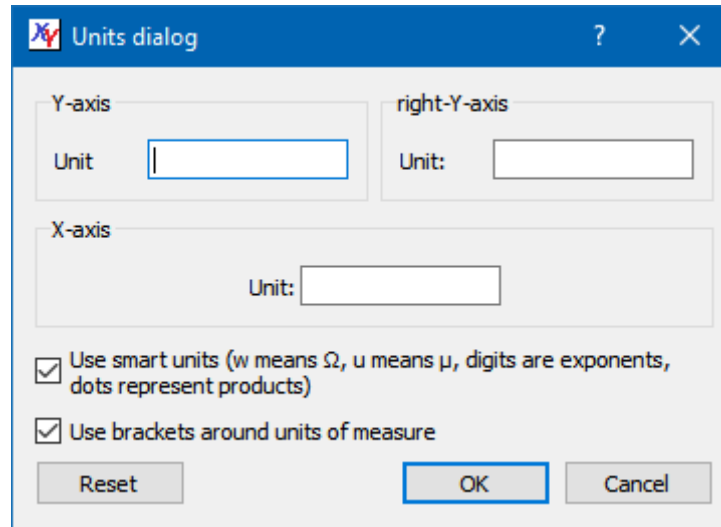 XY Units dialog ?
Y-axis
right-Y-axis
Unit
Unit:
X-axis
Unit:
Use smart units (w means Ω, u means μ, digits are exponents,
dots represent products)
Use brackets around units of measure
Reset OK Cancel